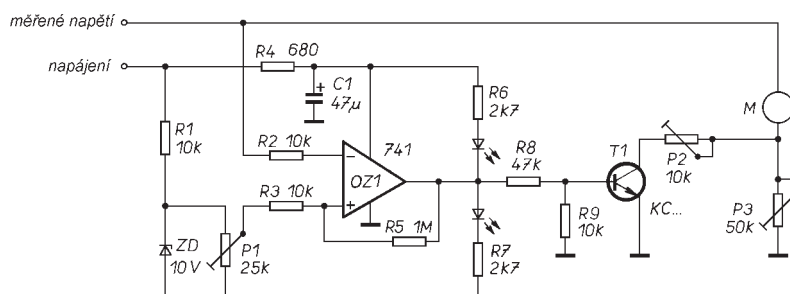 měřené napětí
napájení
R4 680
C1
47μ
+
R1
10k
R2 10k
R3 10k
741
OZ1
−
+
R5 1M
ZD
10V
P1
25k
R6
2k7
R7
2k7
R8
47k
R9
10k
T1
KC...
P2
10k
M
P3
50k